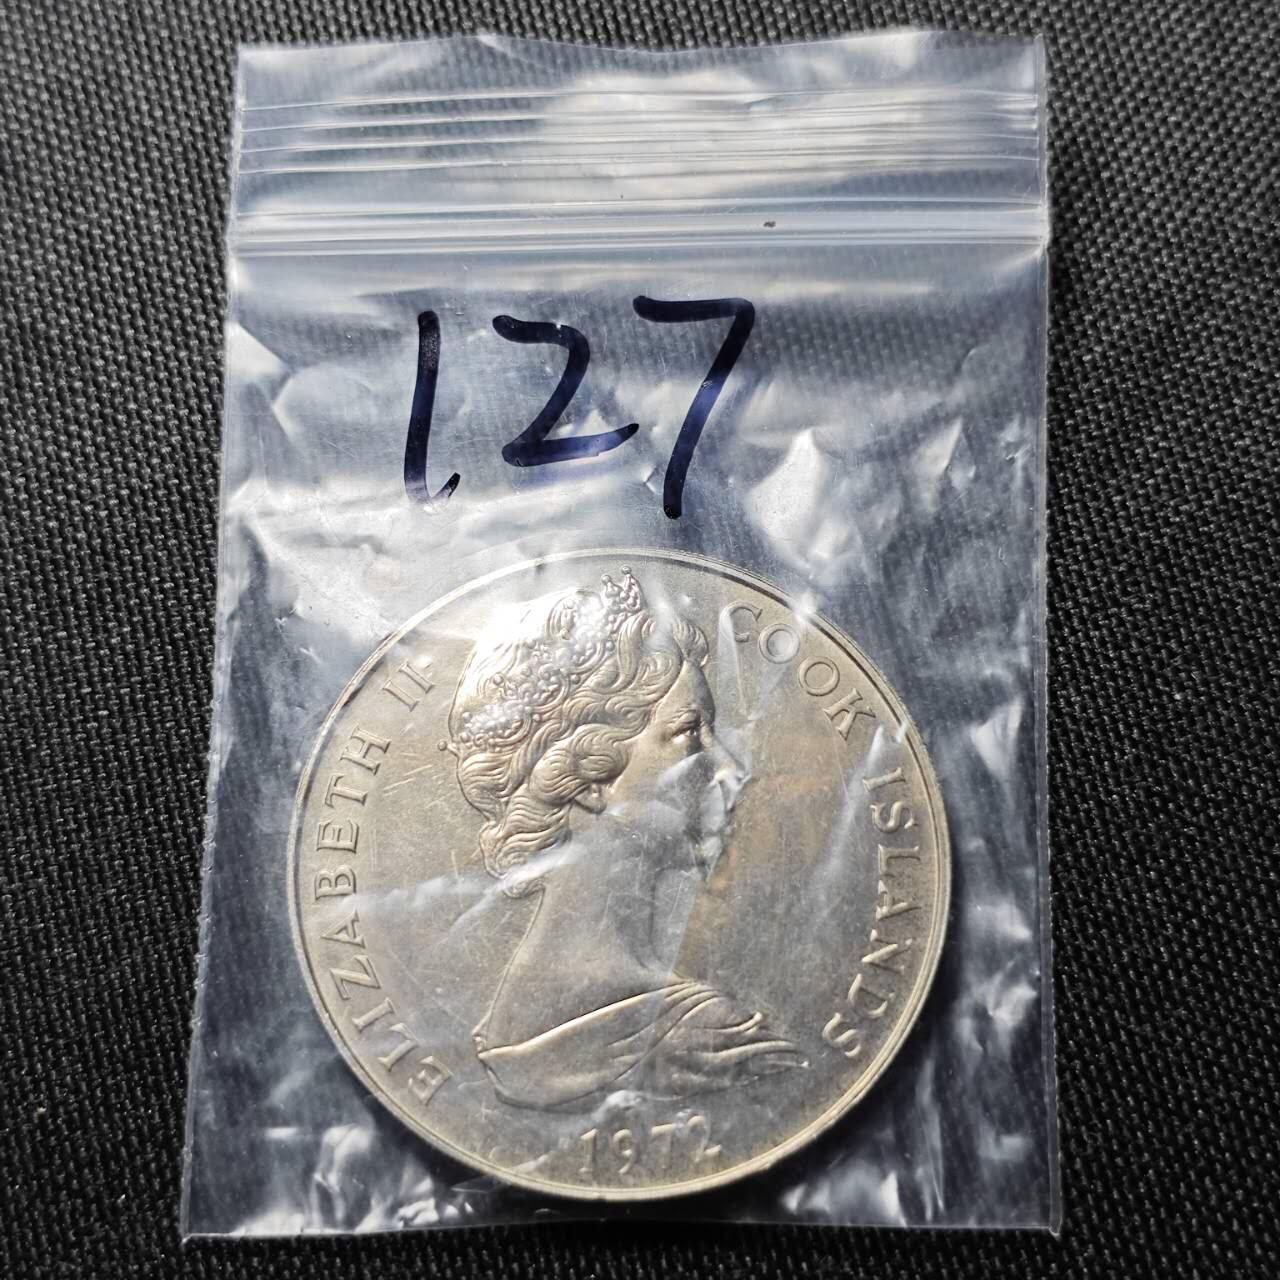 127
ELIZABETH II
COOK ISLANDS
1972